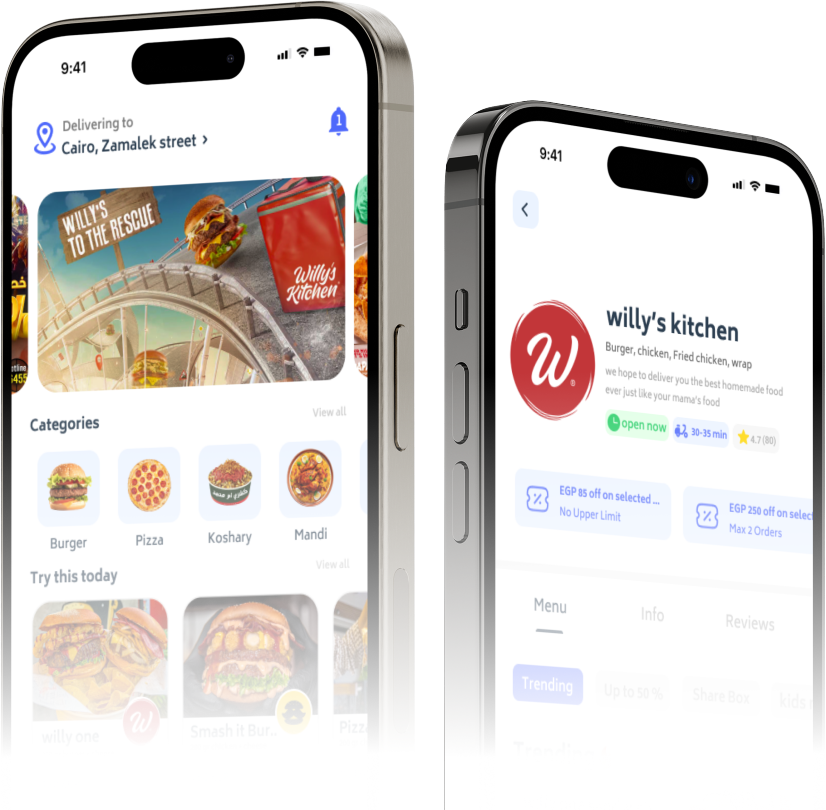 9:41
Delivering to
1
Cairo, Zamalek street ›
WILLY'S
TO THE RESCUE
Willy's
Kitchen
Categories
View all
Burger
Pizza
Koshary
Mandi
Try this today
View all
willy one
W
Smash it Bur...
Pizz
9:41
W
®
willy's kitchen
Burger, chicken, Fried chicken, wrap
we hope to deliver you the best homemade food
ever just like your mama's food
open now
30-35 min
4.7 (80)
EGP 85 off on selected ...
No Upper Limit
EGP 250 off on select
Max 2 Orders
Menu
Info
Reviews
Trending
Up to 50 %
Share Box
kids